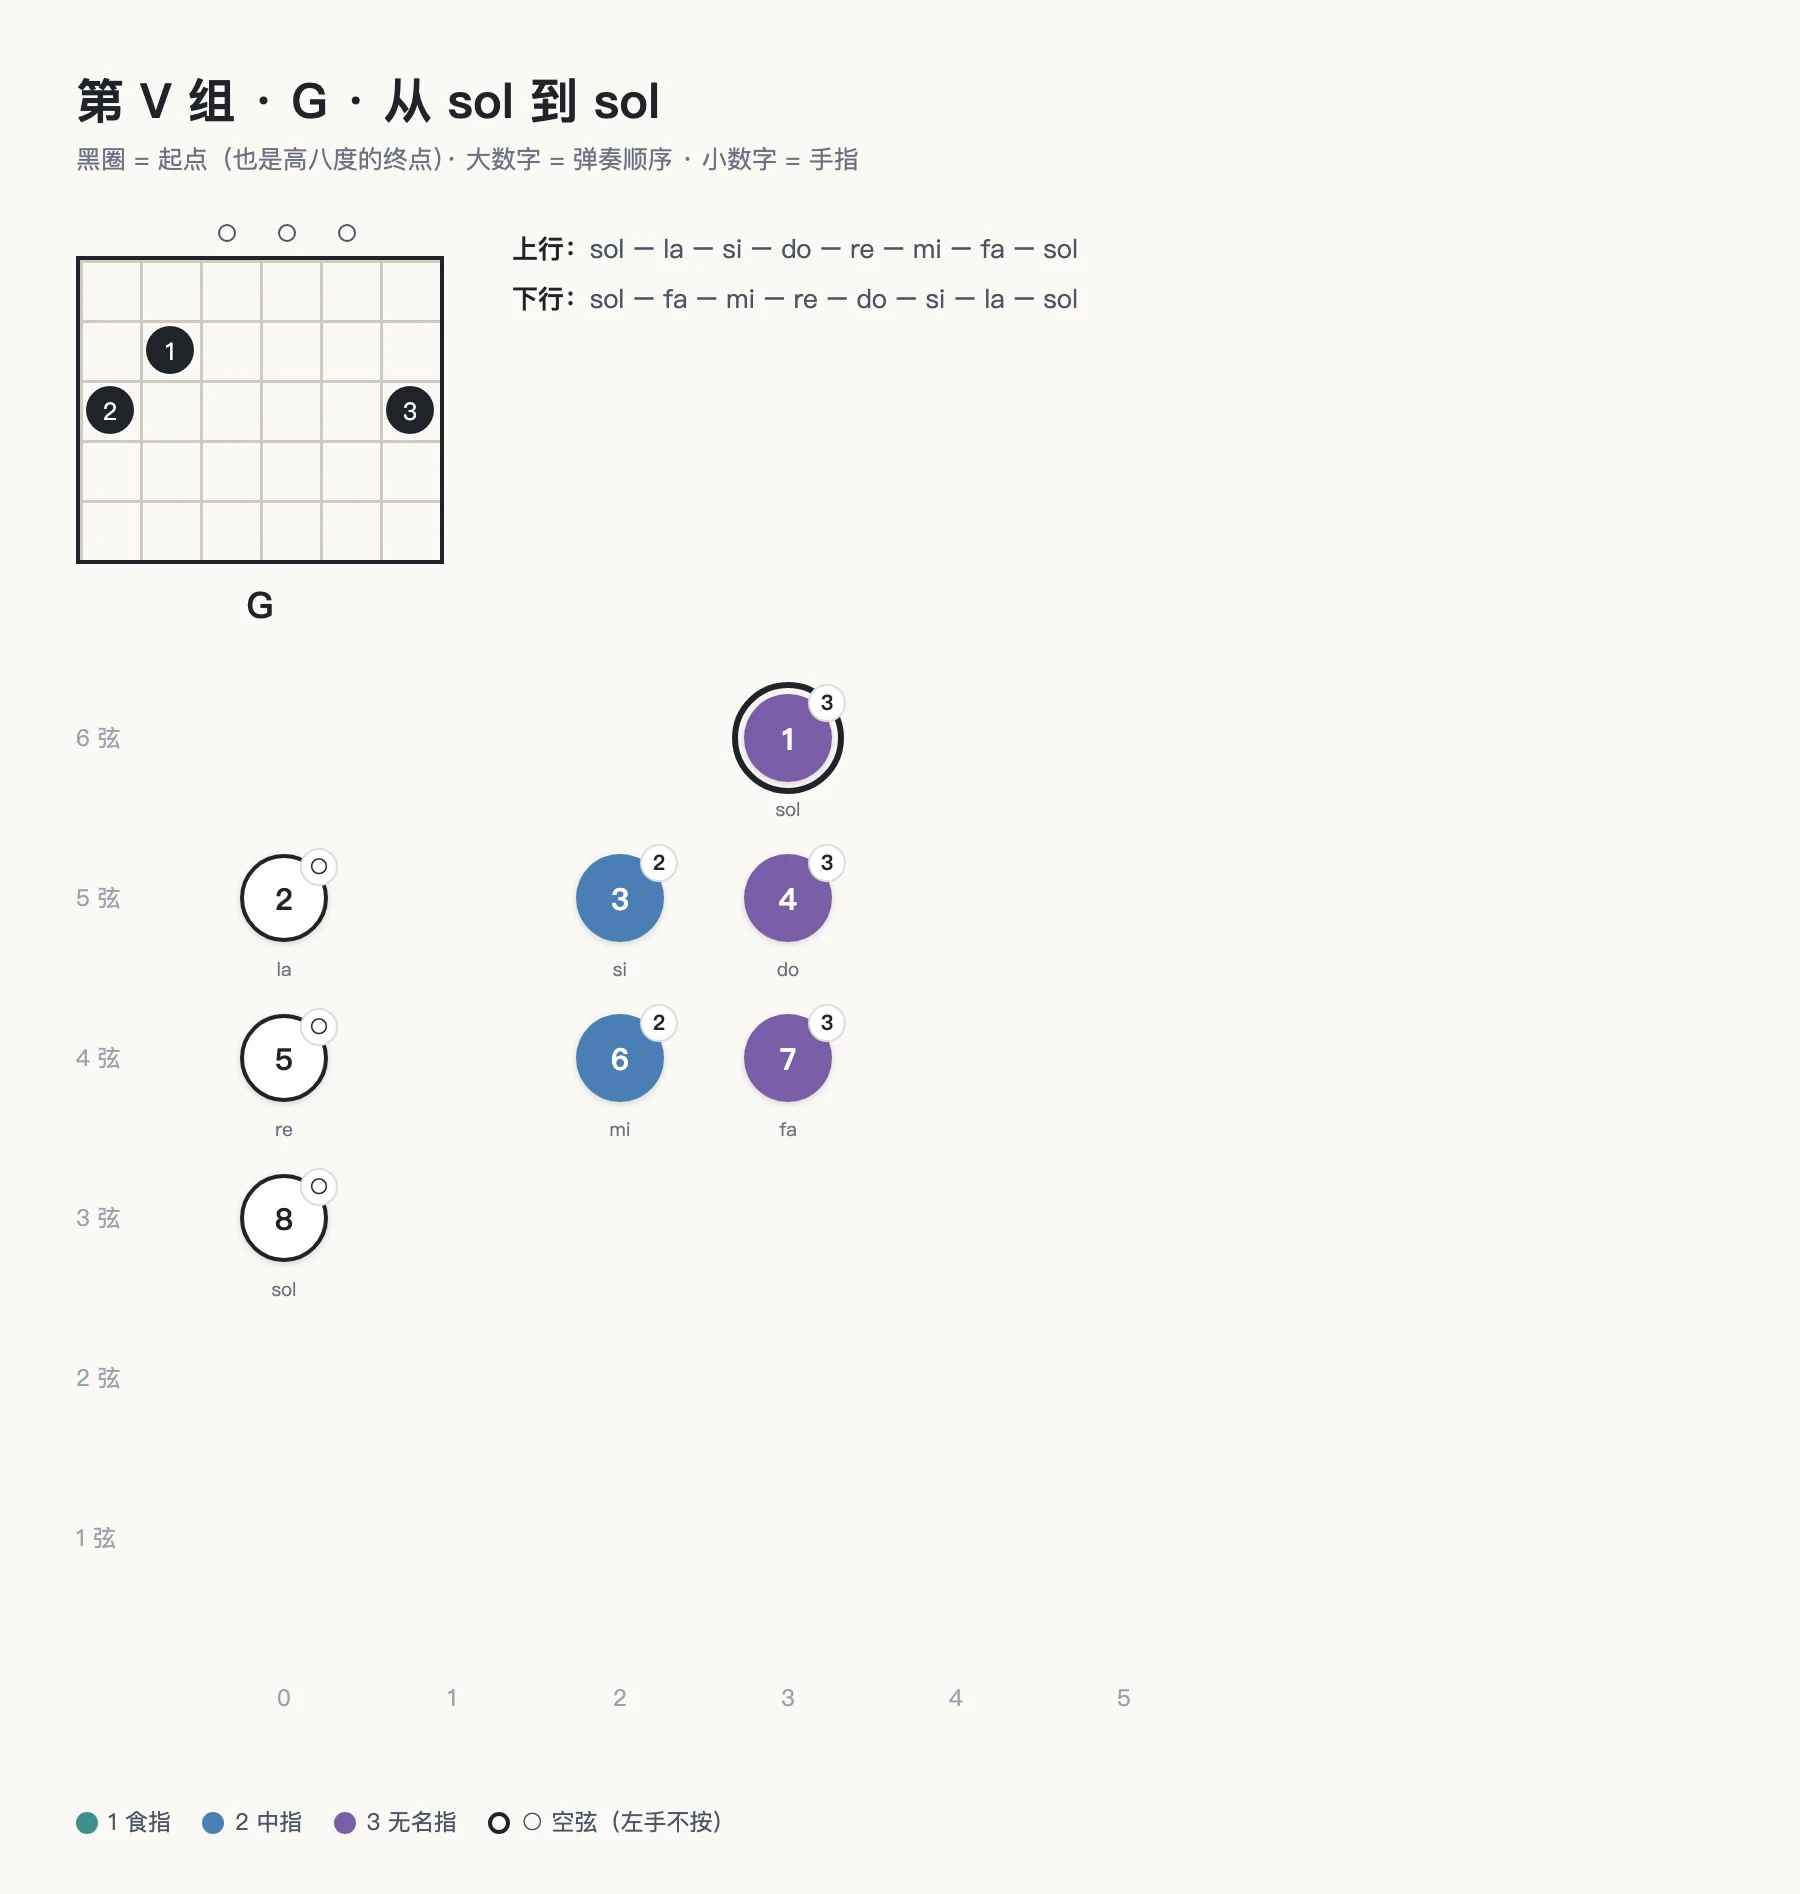 第 V 组 · G · 从 sol 到 sol
黑圈 = 起点（也是高八度的终点）· 大数字 = 弹奏顺序 · 小数字 = 手指
上行：sol — la — si — do — re — mi — fa — sol
下行：sol — fa — mi — re — do — si — la — sol
1
2 3
G
3
6 弦 1
sol
2 3
5 弦 2 3 4
la si do
2 3
4 弦 5 6 7
re mi fa
3 弦 8
sol
2 弦
1 弦
0 1 2 3 4 5
1 食指 2 中指 3 无名指 ○ 空弦（左手不按）